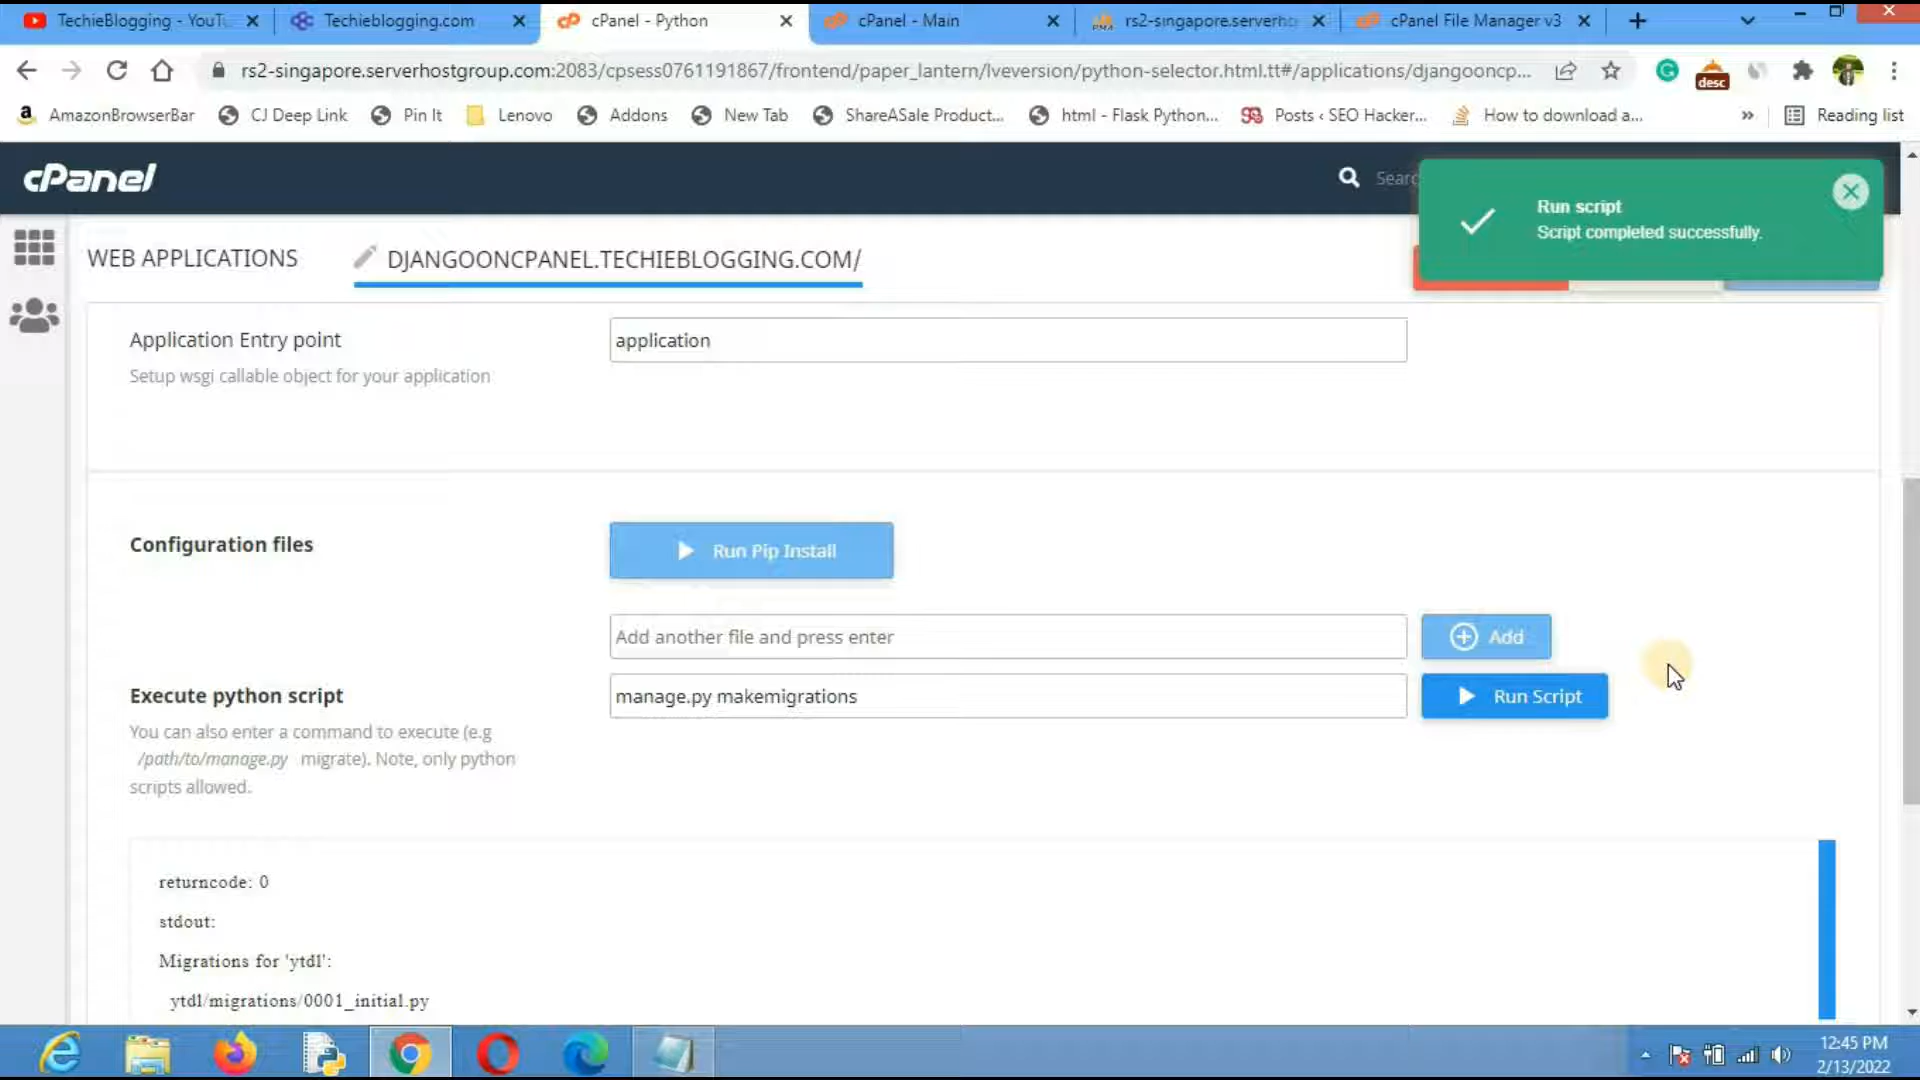 TechieBlogging - YouTu
Techieblogging.com
cPanel - Python
cPanel - Main
rs2-singapore.serverho
cPanel File Manager v3
rs2-singapore.serverhostgroup.com:2083/cpsess0761191867/frontend/paper_lantern/lveversion/python-selector.html.tt#/applications/djangooncp...
desc
AmazonBrowserBar
CJ Deep Link
Pin It
Lenovo
Addons
New Tab
ShareASale Product...
html - Flask Python...
Posts ‹ SEO Hacker...
How to download a...
»
Reading list
cPanel
Searc
Run script
Script completed successfully.
WEB APPLICATIONS
DJANGOONCPANEL.TECHIEBLOGGING.COM/
Application Entry point
application
Setup wsgi callable object for your application
Configuration files
Run Pip Install
Add another file and press enter
Add
Execute python script
manage.py makemigrations
Run Script
You can also enter a command to execute (e.g
/path/to/manage.py migrate). Note, only python
scripts allowed.
returncode: 0
stdout:
Migrations for 'ytdl':
ytdl/migrations/0001_initial.py
12:45 PM
2/13/2022